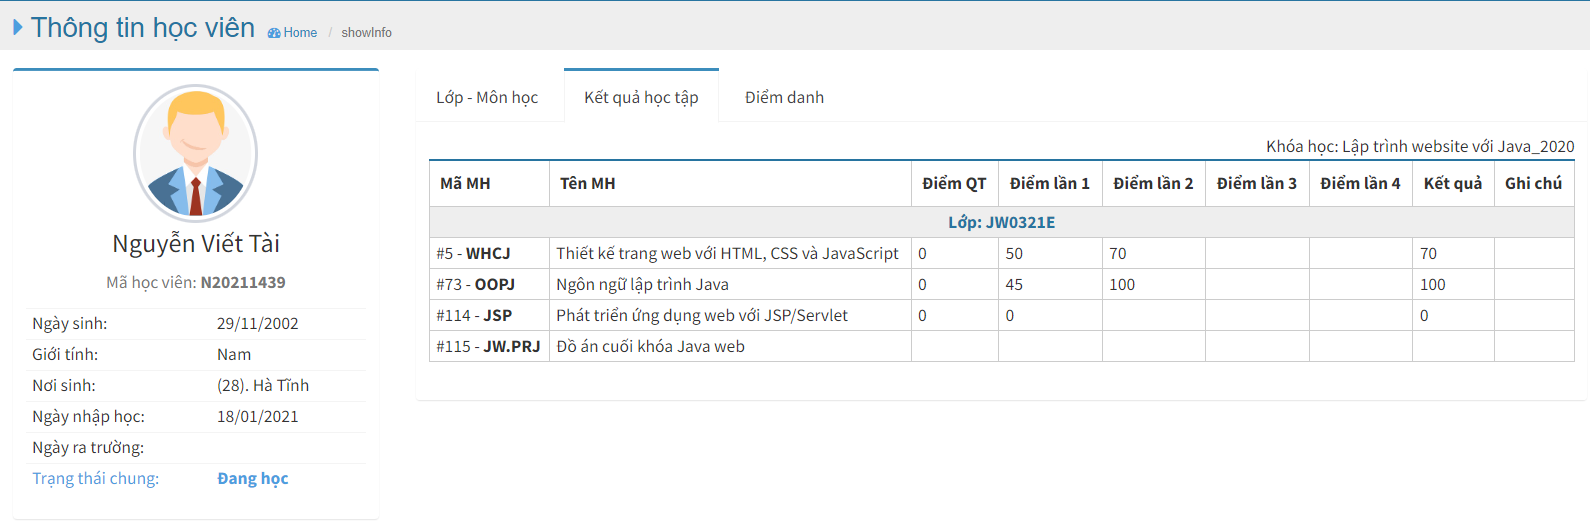 Thông tin học viên Home / showInfo
Nguyễn Viết Tài
Mã học viên: N20211439
Ngày sinh: 29/11/2002
Giới tính: Nam
Nơi sinh: (28). Hà Tĩnh
Ngày nhập học: 18/01/2021
Ngày ra trường:
Trạng thái chung: Đang học
Lớp - Môn học Kết quả học tập Điểm danh
Khóa học: Lập trình website với Java_2020
Mã MH Tên MH Điểm QT Điểm lần 1 Điểm lần 2 Điểm lần 3 Điểm lần 4 Kết quả Ghi chú
Lớp: JW0321E
#5 - WHCJ Thiết kế trang web với HTML, CSS và JavaScript 0 50 70 70
#73 - OOPJ Ngôn ngữ lập trình Java 0 45 100 100
#114 - JSP Phát triển ứng dụng web với JSP/Servlet 0 0 0
#115 - JW.PRJ Đồ án cuối khóa Java web